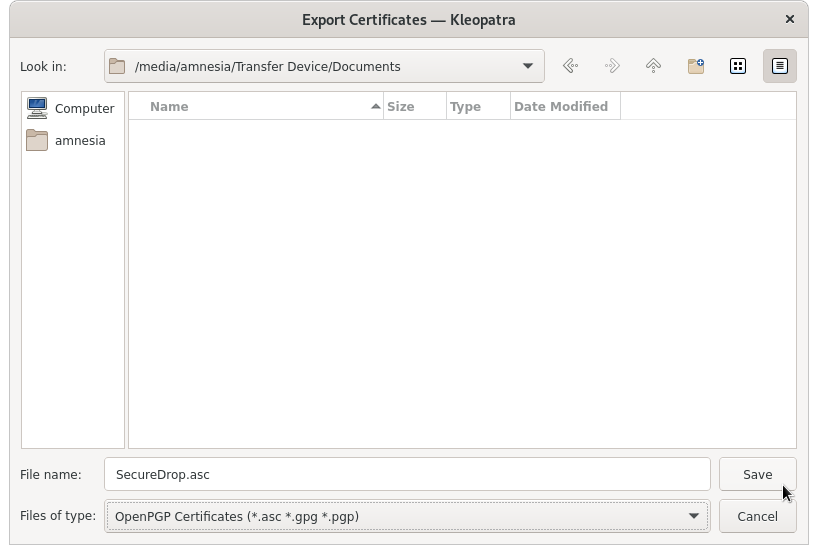 Export Certificates — Kleopatra
Look in: /media/amnesia/Transfer Device/Documents
Computer
amnesia
Name Size Type Date Modified
File name: SecureDrop.asc Save
Files of type: OpenPGP Certificates (*.asc *.gpg *.pgp) Cancel